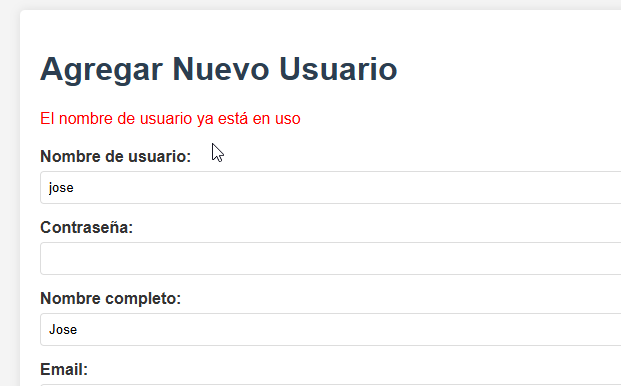 Agregar Nuevo Usuario
El nombre de usuario ya está en uso
Nombre de usuario:
jose
Contraseña:
Nombre completo:
Jose
Email: